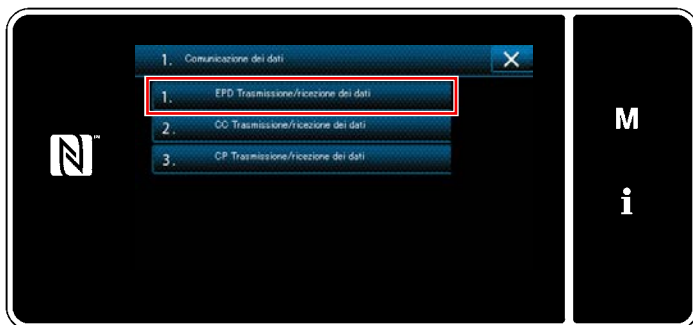 1. Comunicazione dei dati
1. EPD Trasmissione/ricezione dei dati
2. OO Trasmissione/ricezione dei dati
3. CP Trasmissione/ricezione dei dati
M
i